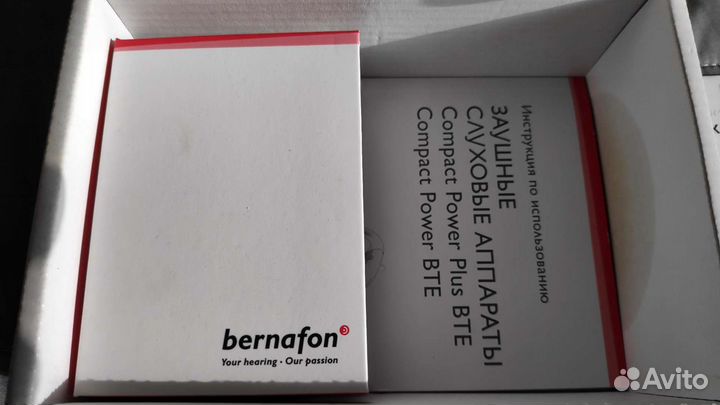 bernafon
Your hearing - Our passion
Инструкция по использованию
ЗАУШНЫЕ
СЛУХОВЫЕ АППАРАТЫ
Compact Power Plus BTE
Compact Power BTE
Avito